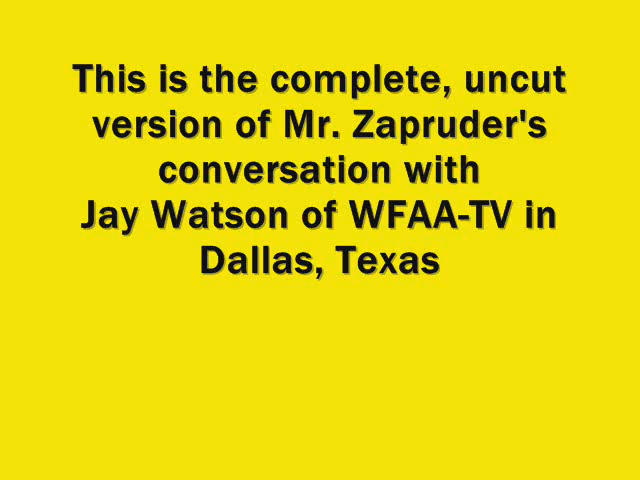 This is the complete, uncut
version of Mr. Zapruder's
conversation with
Jay Watson of WFAA-TV in
Dallas, Texas